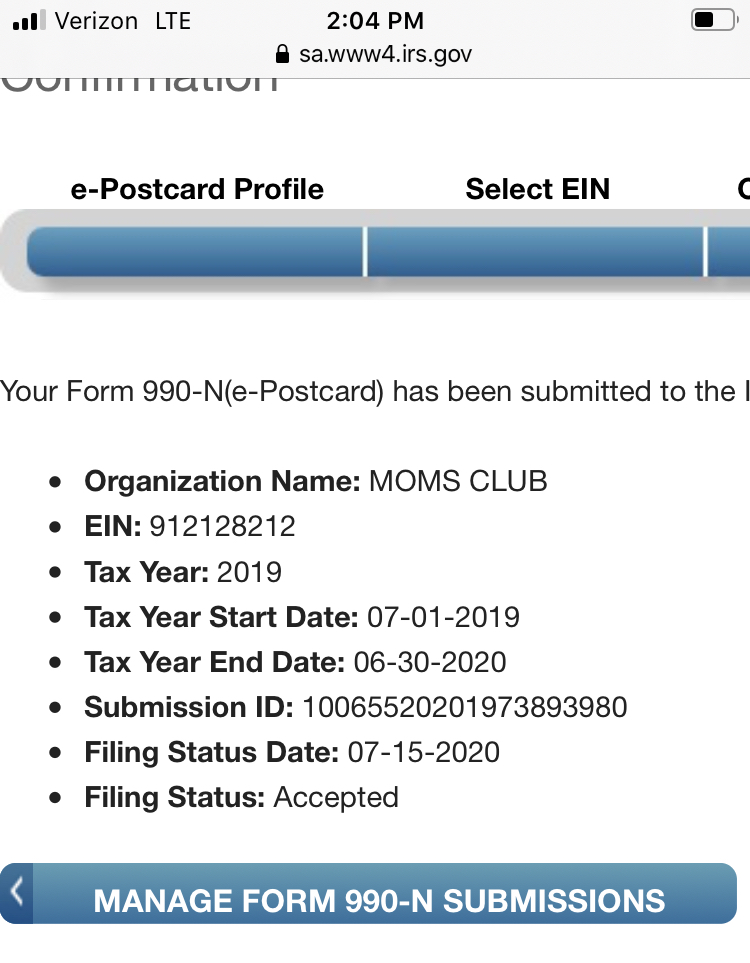 Verizon LTE 2:04 PM
sa.www4.irs.gov
Confirmation
e-Postcard Profile Select EIN
Your Form 990-N(e-Postcard) has been submitted to the
Organization Name: MOMS CLUB
EIN: 912128212
Tax Year: 2019
Tax Year Start Date: 07-01-2019
Tax Year End Date: 06-30-2020
Submission ID: 10065520201973893980
Filing Status Date: 07-15-2020
Filing Status: Accepted
MANAGE FORM 990-N SUBMISSIONS